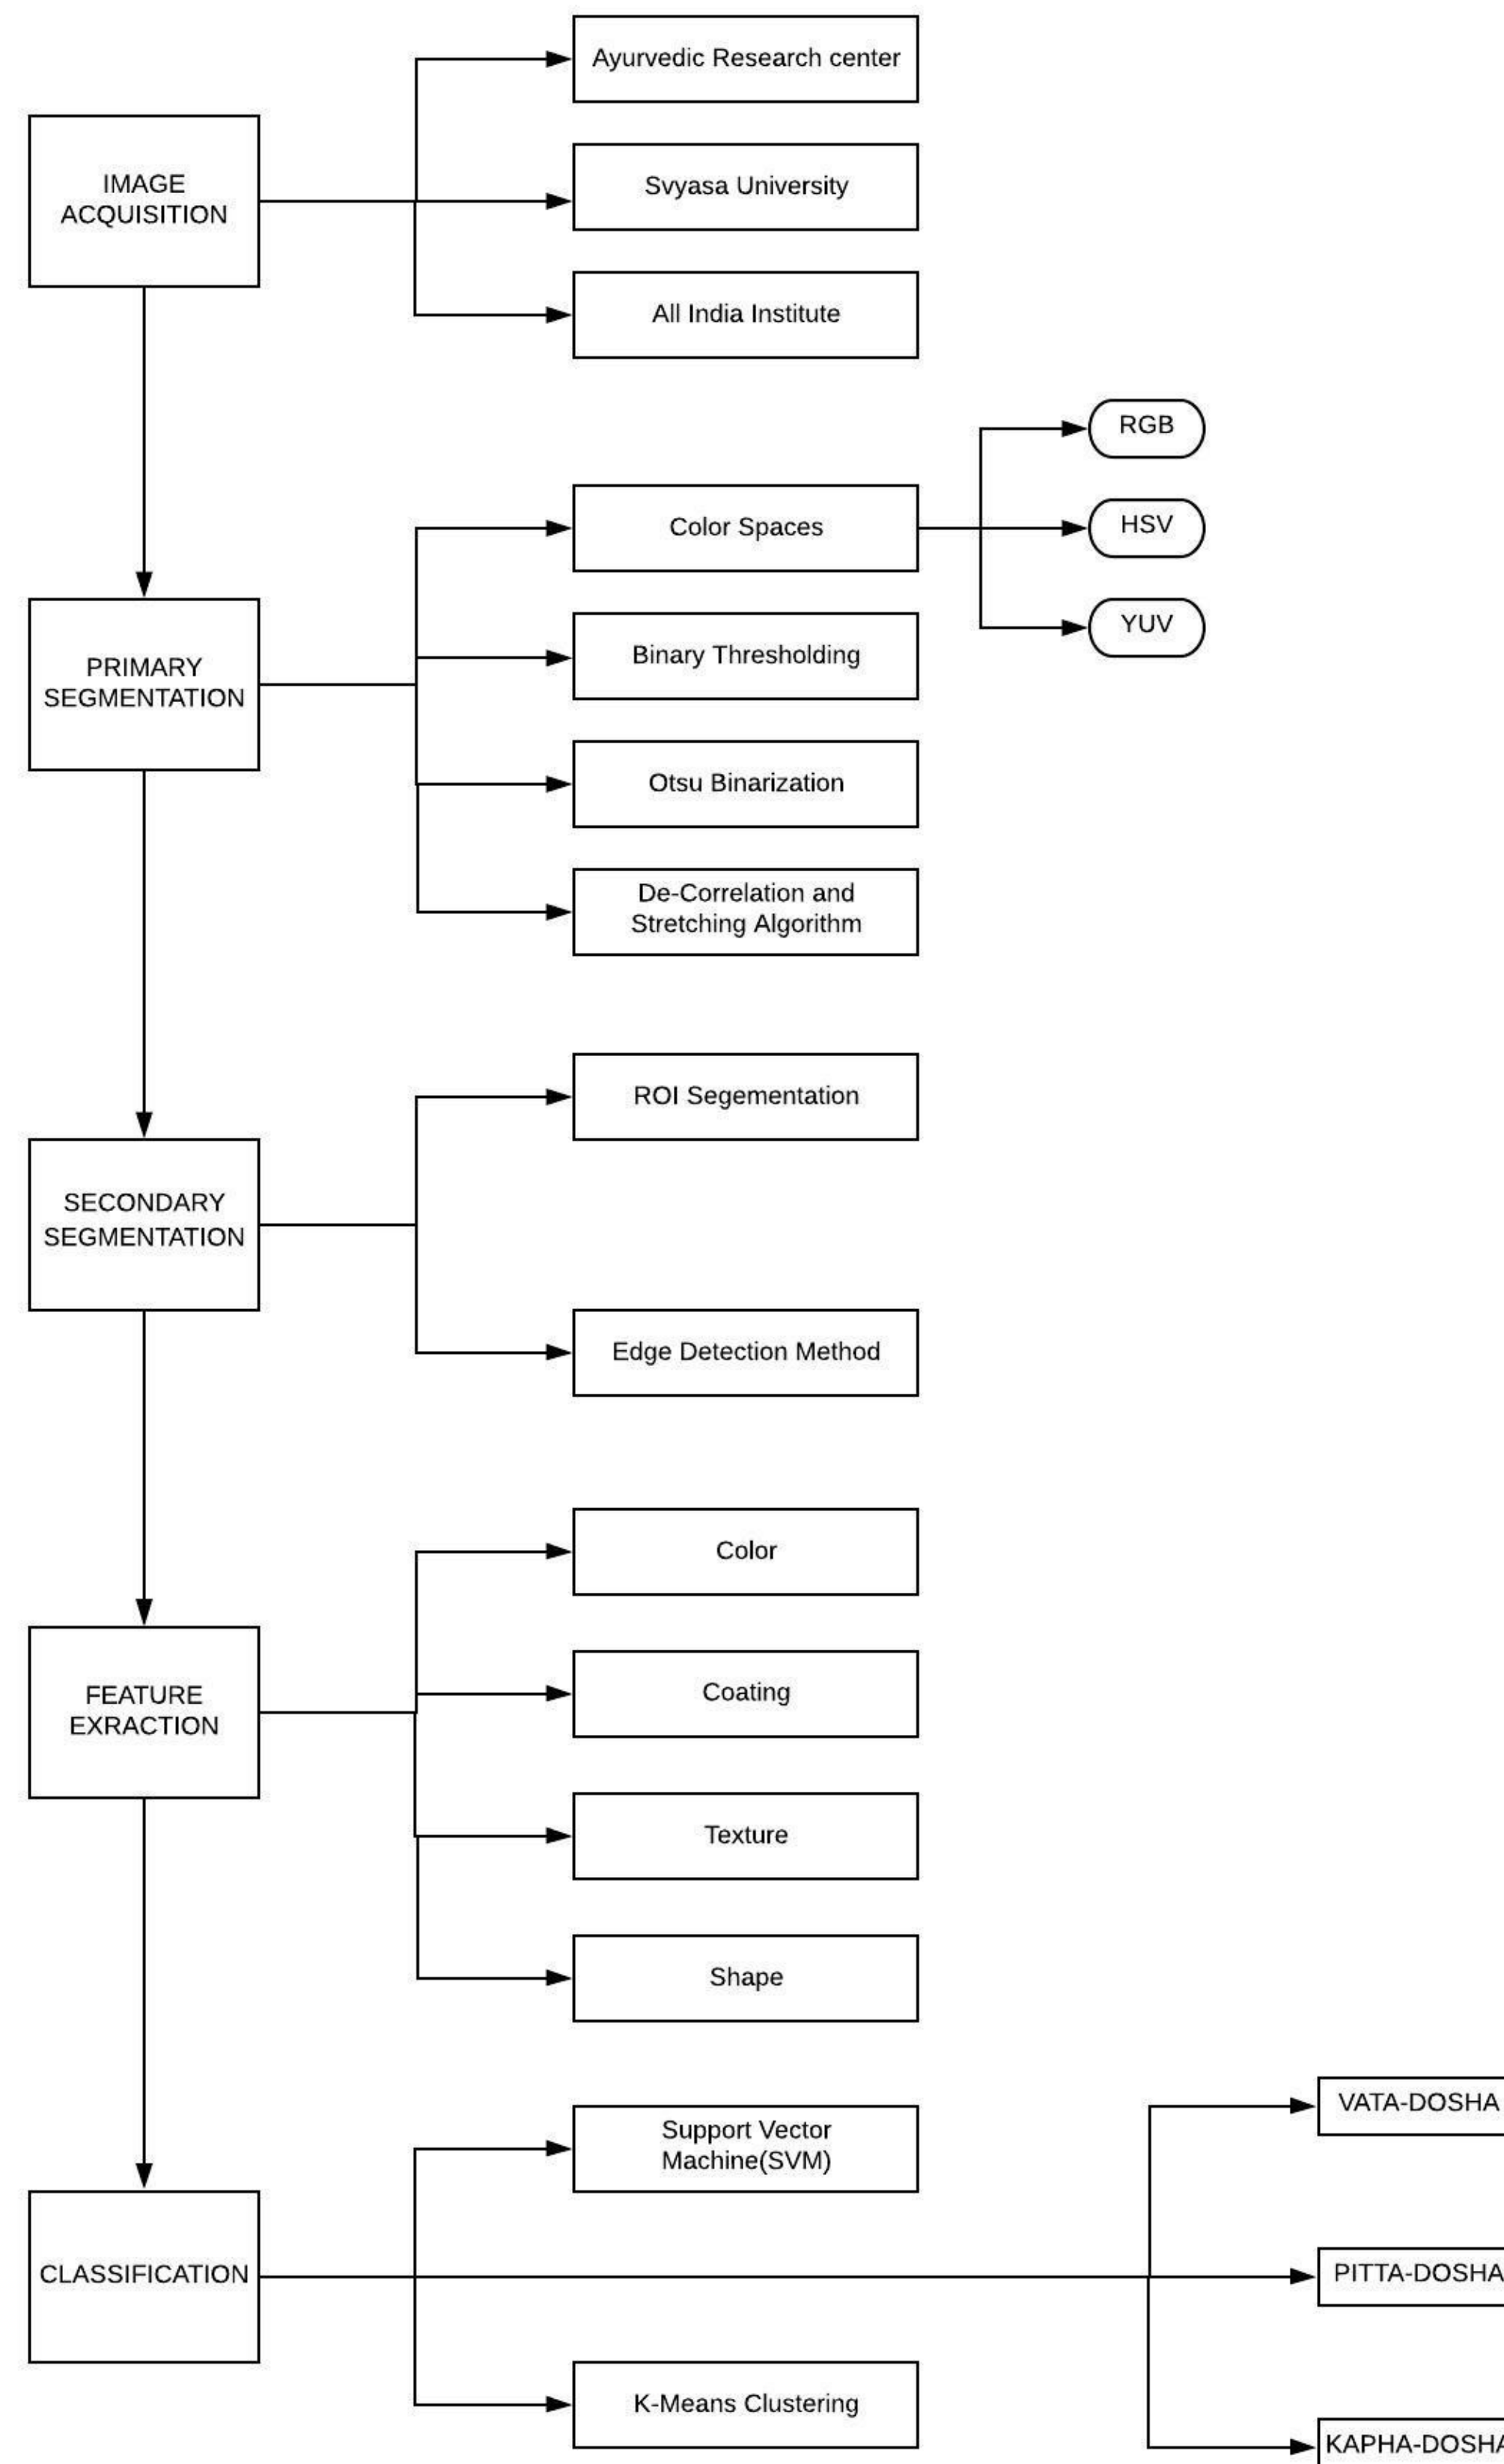 IMAGE
ACQUISITION
Ayurvedic Research center
Svyasa University
All India Institute
PRIMARY
SEGMENTATION
Color Spaces
RGB
HSV
YUV
Binary Thresholding
Otsu Binarization
De-Correlation and
Stretching Algorithm
SECONDARY
SEGMENTATION
ROI Segementation
Edge Detection Method
FEATURE
EXRACTION
Color
Coating
Texture
Shape
CLASSIFICATION
Support Vector
Machine(SVM)
K-Means Clustering
VATA-DOSHA
PITTA-DOSHA
KAPHA-DOSHA